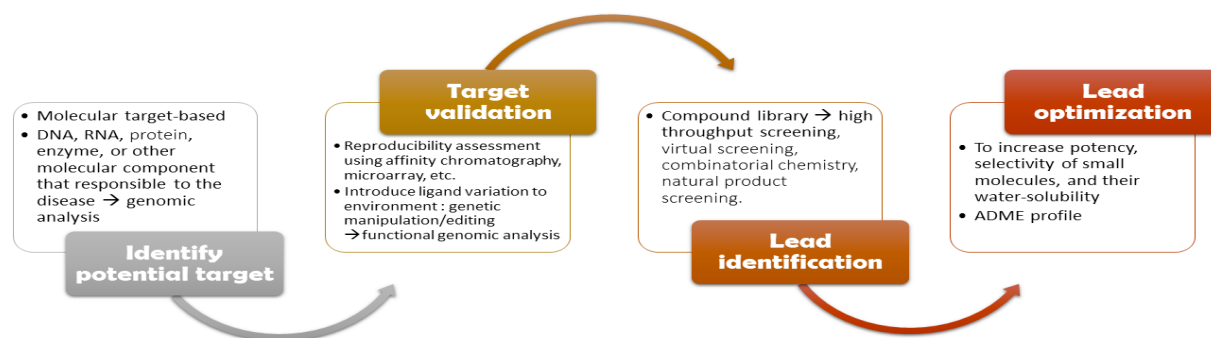 • Molecular target-based
• DNA, RNA, protein,
enzyme, or other
molecular component
that responsible to the
disease → genomic
analysis
Identify
potential target
Target
validation
• Reproducibility assessment
using affinity chromatography,
microarray, etc.
• Introduce ligand variation to
environment : genetic
manipulation/editing
→functional genomic analysis
• Compound library → high
throughput screening,
virtual screening,
combinatorial chemistry,
natural product
screening.
Lead
identification
Lead
optimization
• To increase potency,
selectivity of small
molecules, and their
water-solubility
• ADME profile